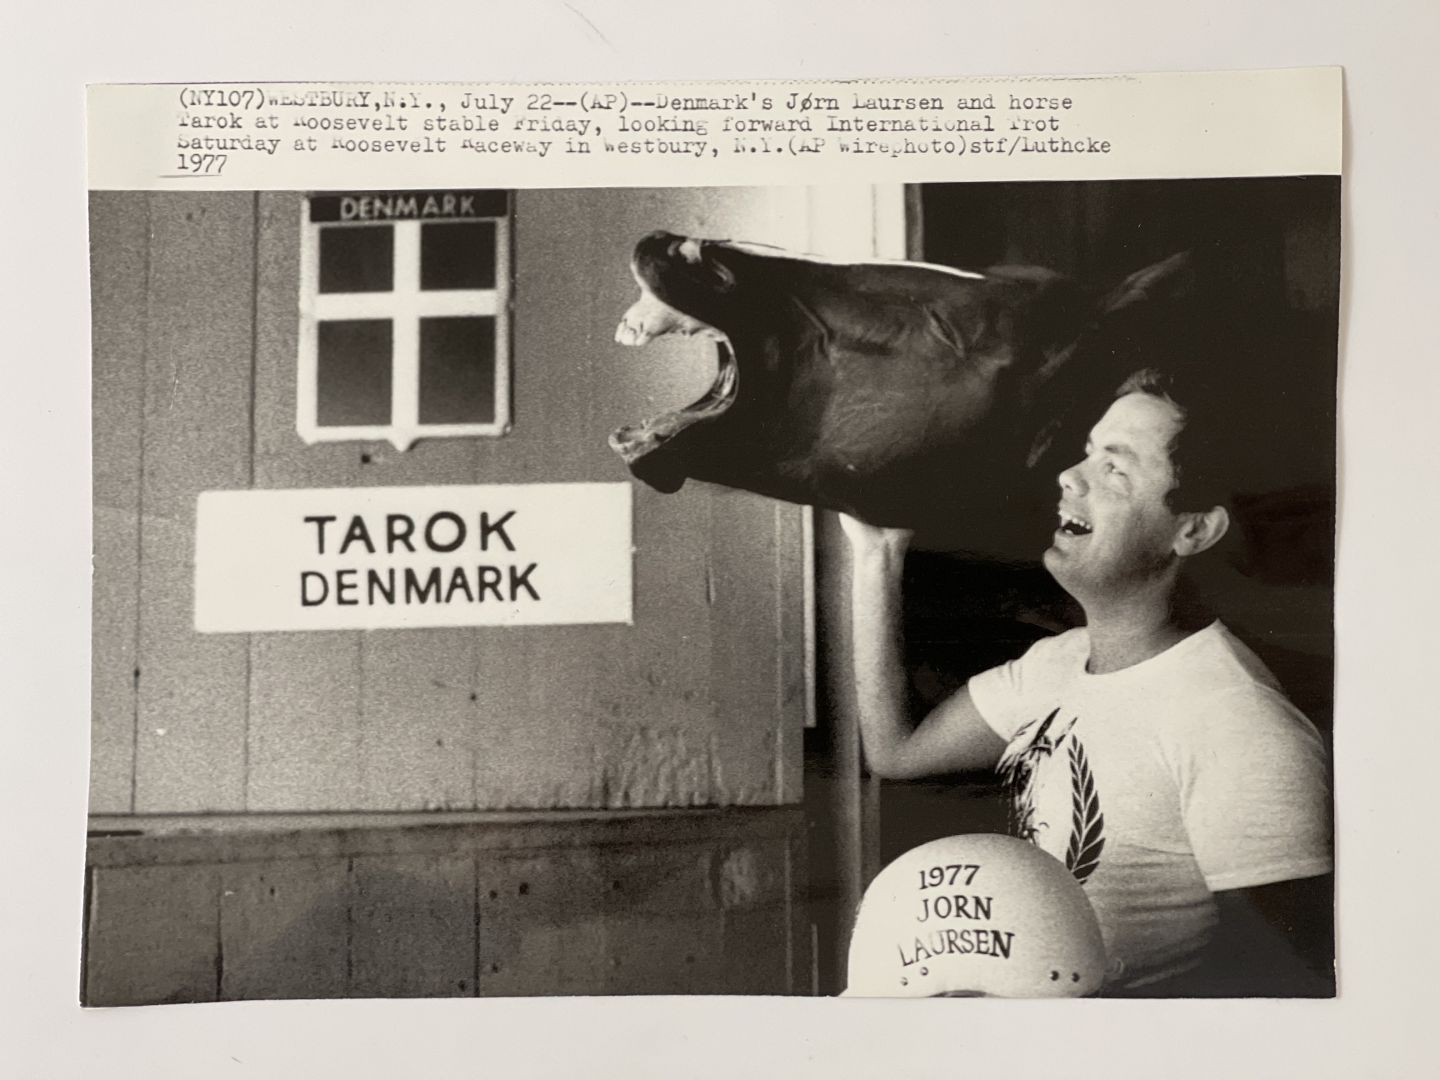 (NY107)WESTBURY,N.Y., July 22--(AP)--Denmark's Jørn Laursen and horse
Tarok at Roosevelt stable Friday, looking forward International Trot
Saturday at Roosevelt Raceway in Westbury, N.Y.(AP Wirephoto)stf/Luthcke
1977
DENMARK
TAROK
DENMARK
1977
JORN
LAURSEN